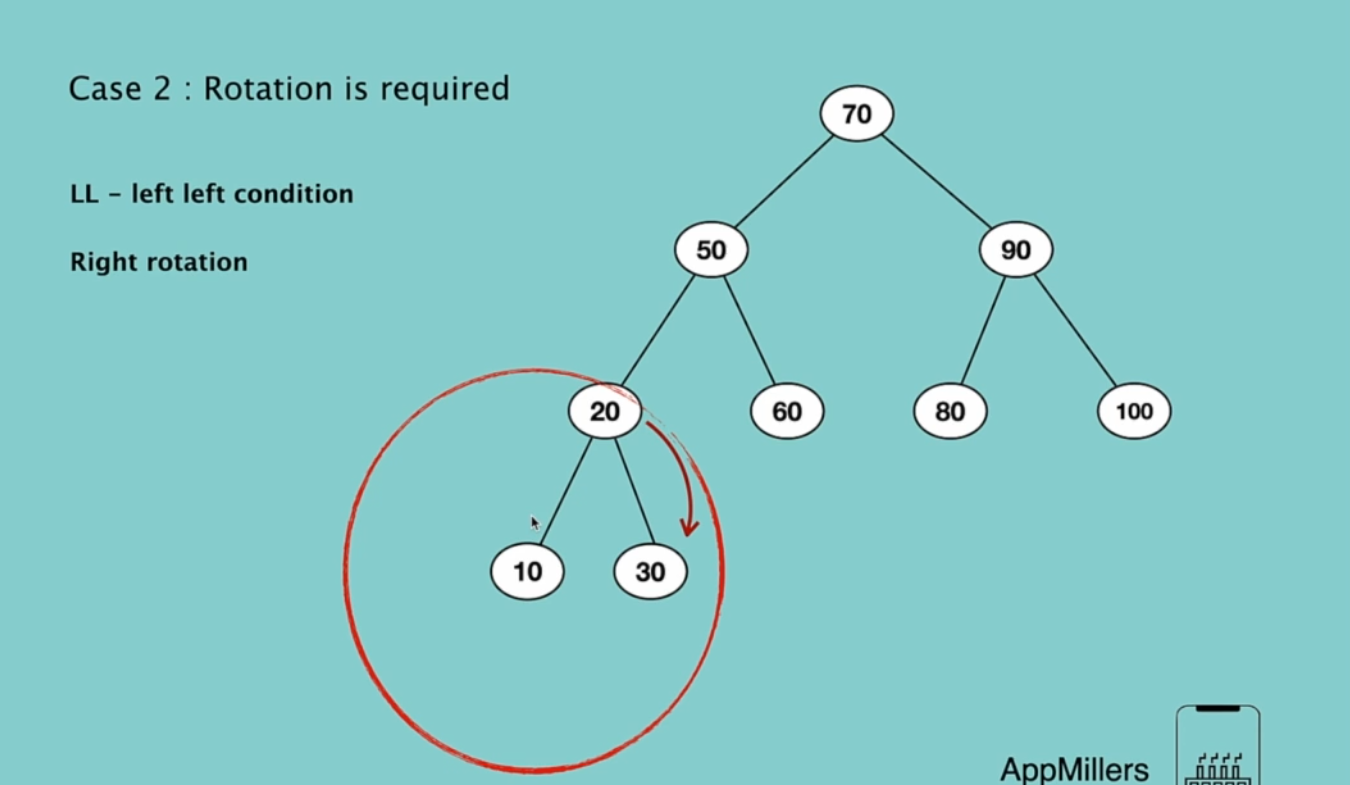 Case 2 : Rotation is required
LL – left left condition
Right rotation
70
50
90
20
60
80
100
10
30
AppMillers